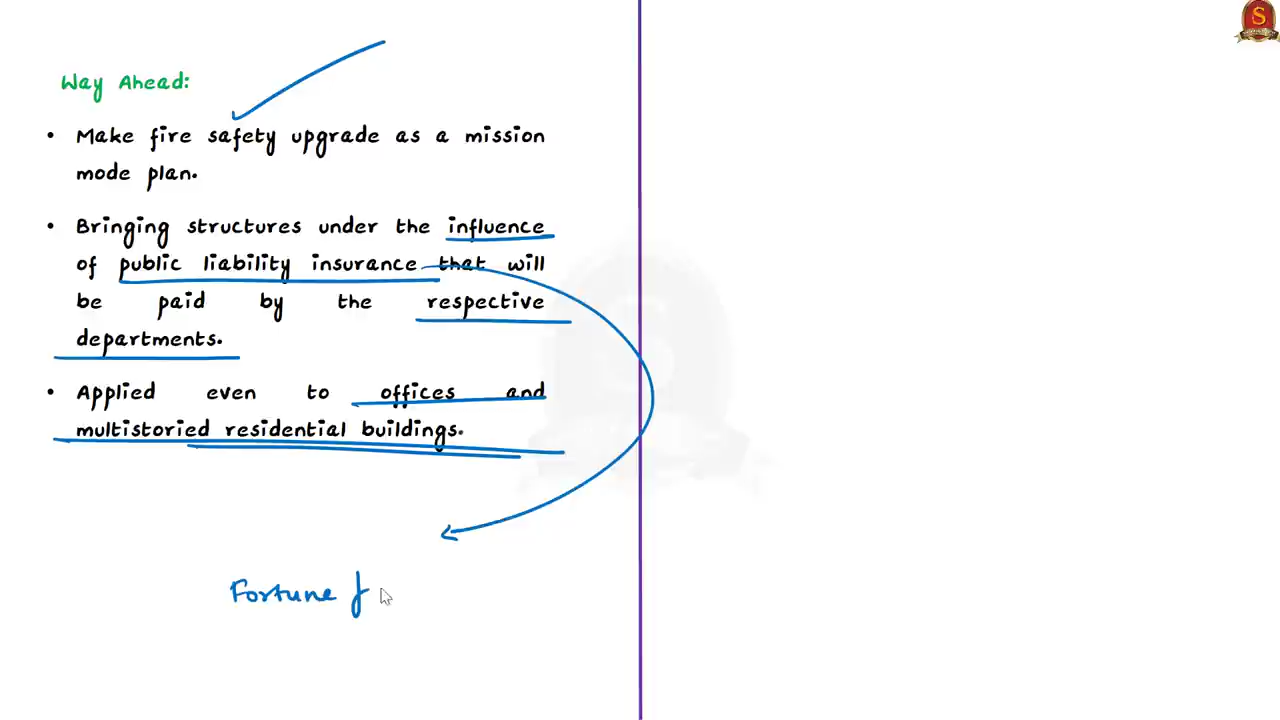 Way Ahead:
• Make fire safety upgrade as a mission
mode plan.
• Bringing structures under the influence
of public liability insurance that will
be paid by the respective
departments.
• Applied even to offices and
multistoried residential buildings.
Fortune f
S